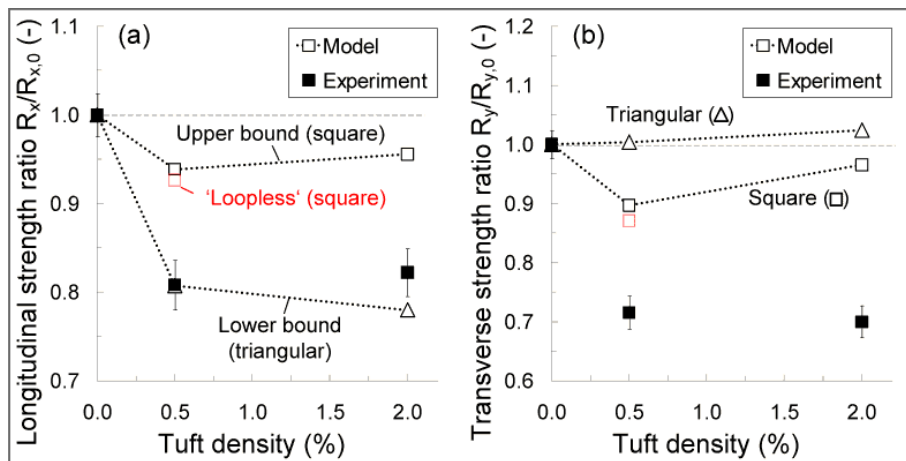 (a)
Model
Experiment
Upper bound (square)
‘Loopless‘ (square)
Lower bound
(triangular)
Longitudinal strength ratio Rx/Rx,0 (-)
1.1
1.0
0.9
0.8
0.7
0.0 0.5 1.0 1.5 2.0
Tuft density (%)
(b)
Model
Experiment
Triangular (△)
Square (□)
Transverse strength ratio Ry/Ry,0 (-)
1.2
1.1
1.0
0.9
0.8
0.7
0.6
0.0 0.5 1.0 1.5 2.0
Tuft density (%)